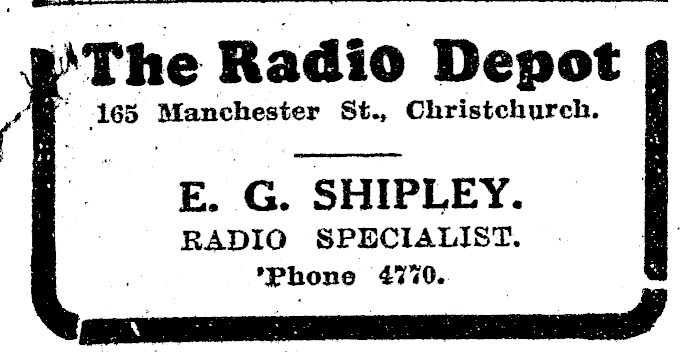 The Radio Depot
165 Manchester St., Christchurch.
E. G. SHIPLEY.
RADIO SPECIALIST.
'Phone 4770.